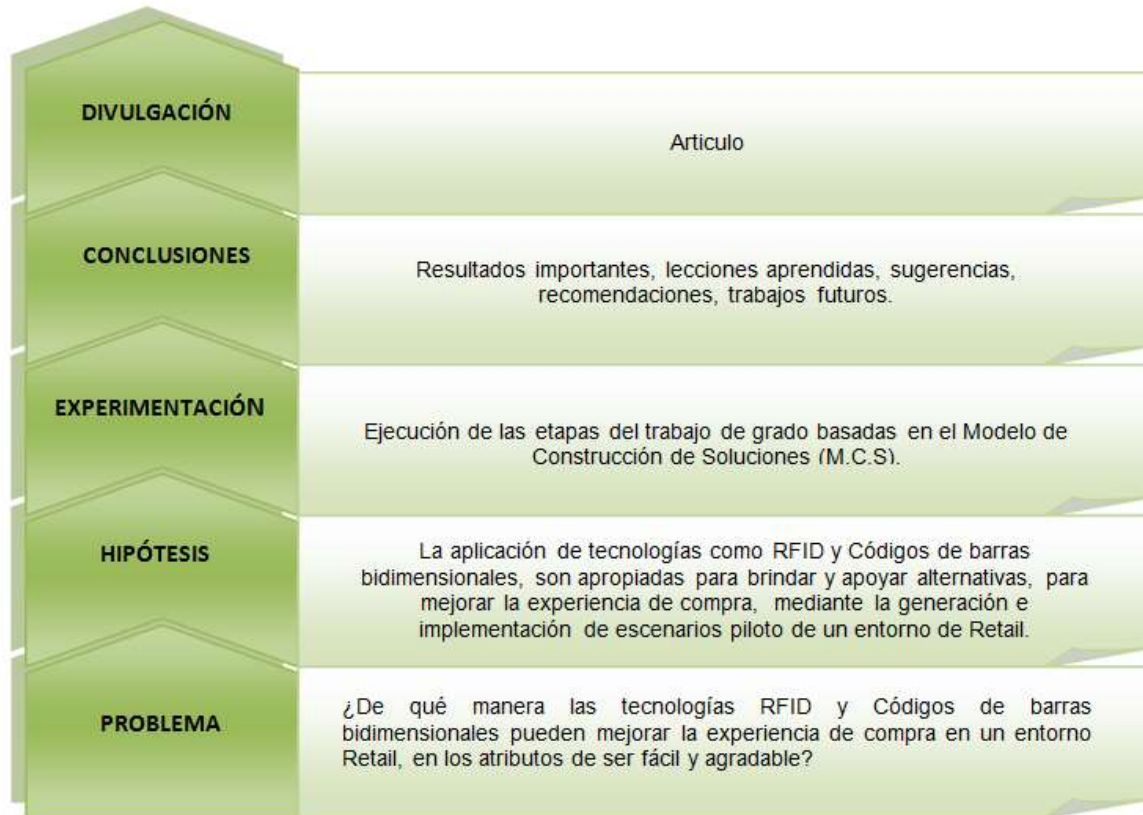 DIVULGACIÓN
Articulo
CONCLUSIONES
Resultados importantes, lecciones aprendidas, sugerencias,
recomendaciones, trabajos futuros.
EXPERIMENTACIÓN
Ejecución de las etapas del trabajo de grado basadas en el Modelo de
Construcción de Soluciones (M.C.S).
HIPÓTESIS
La aplicación de tecnologías como RFID y Códigos de barras
bidimensionales, son apropiadas para brindar y apoyar alternativas, para
mejorar la experiencia de compra, mediante la generación e
implementación de escenarios piloto de un entorno de Retail.
PROBLEMA
¿De qué manera las tecnologías RFID y Códigos de barras
bidimensionales pueden mejorar la experiencia de compra en un entorno
Retail, en los atributos de ser fácil y agradable?